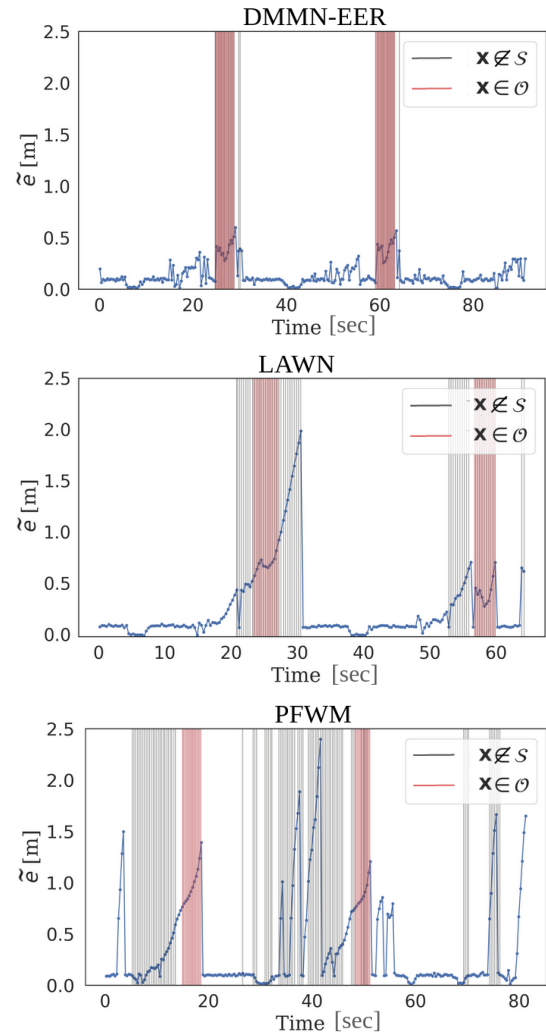 DMMN-EER
2.5
2.0
1.5
1.0
0.5
0.0
ẽ [m]
x ∉ S
x ∈ O
0 20 40 60 80
Time [sec]
LAWN
2.5
2.0
1.5
1.0
0.5
0.0
ẽ [m]
x ∉ S
x ∈ O
0 10 20 30 40 50 60
Time [sec]
PFWM
2.5
2.0
1.5
1.0
0.5
0.0
ẽ [m]
x ∉ S
x ∈ O
0 20 40 60 80
Time [sec]